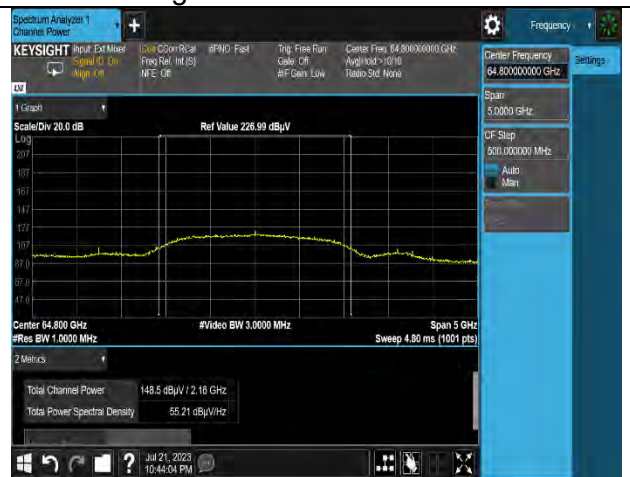 Spectrum Analyzer 1
Channel Power
Frequency
KEYSIGHT
Input: Ext Mixer
Signal ID: On
Align: Off
Corr CCorr RCal
Freq Ref: Int (S)
NFE: Off
#PNO: Fast
Trig: Free Run
Gate: Off
#IF Gain: Low
Center Freq: 64.800000000 GHz
Avg|Hold:>10/10
Radio Std: None
Center Frequency
64.800000000 GHz
Settings
Span
5.0000 GHz
CF Step
500.000000 MHz
Auto
Man
1 Graph
Scale/Div 20.0 dB
Ref Value 226.99 dBµV
Log
207
187
167
147
127
107
87.0
67.0
47.0
Center 64.800 GHz
#Video BW 3.0000 MHz
Span 5 GHz
#Res BW 1.0000 MHz
Sweep 4.80 ms (1001 pts)
2 Metrics
Total Channel Power
148.5 dBµV / 2.16 GHz
Total Power Spectral Density
55.21 dBµV/Hz
?
Jul 21, 2023
10:44:04 PM